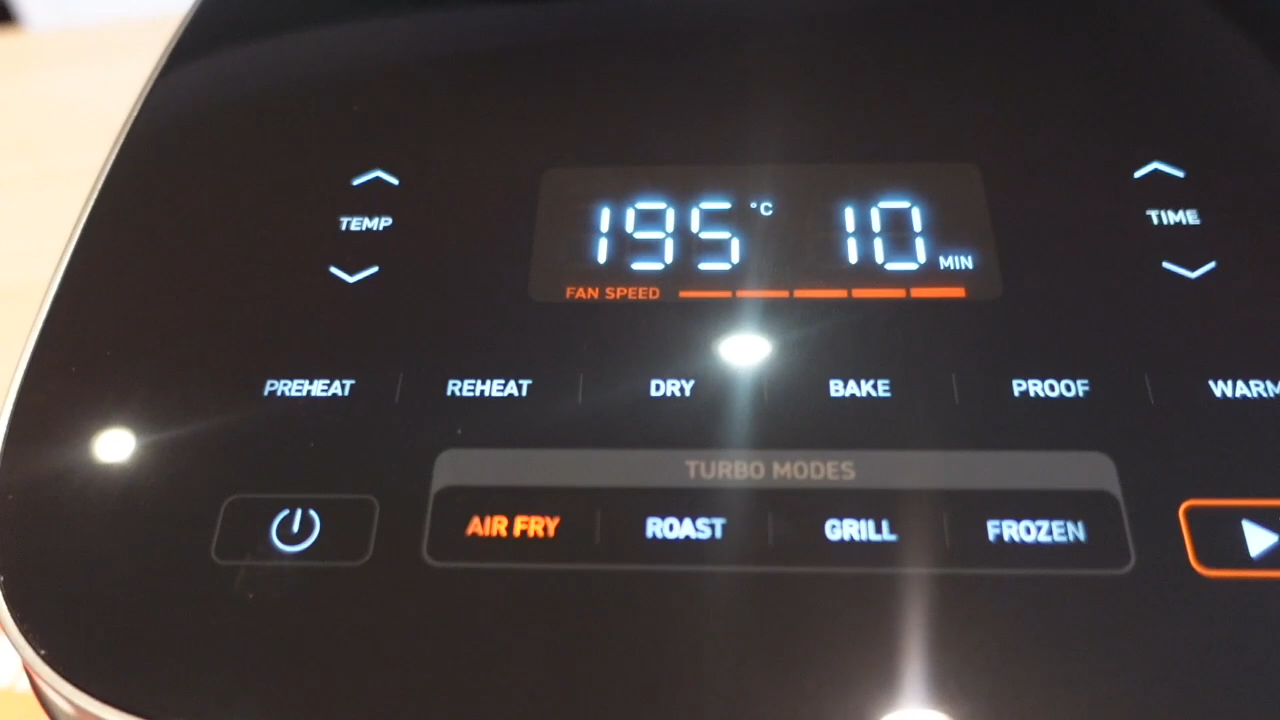 TEMP
195 °C 10 MIN
TIME
FAN SPEED
PREHEAT REHEAT DRY BAKE PROOF WARM
TURBO MODES
AIR FRY ROAST GRILL FROZEN